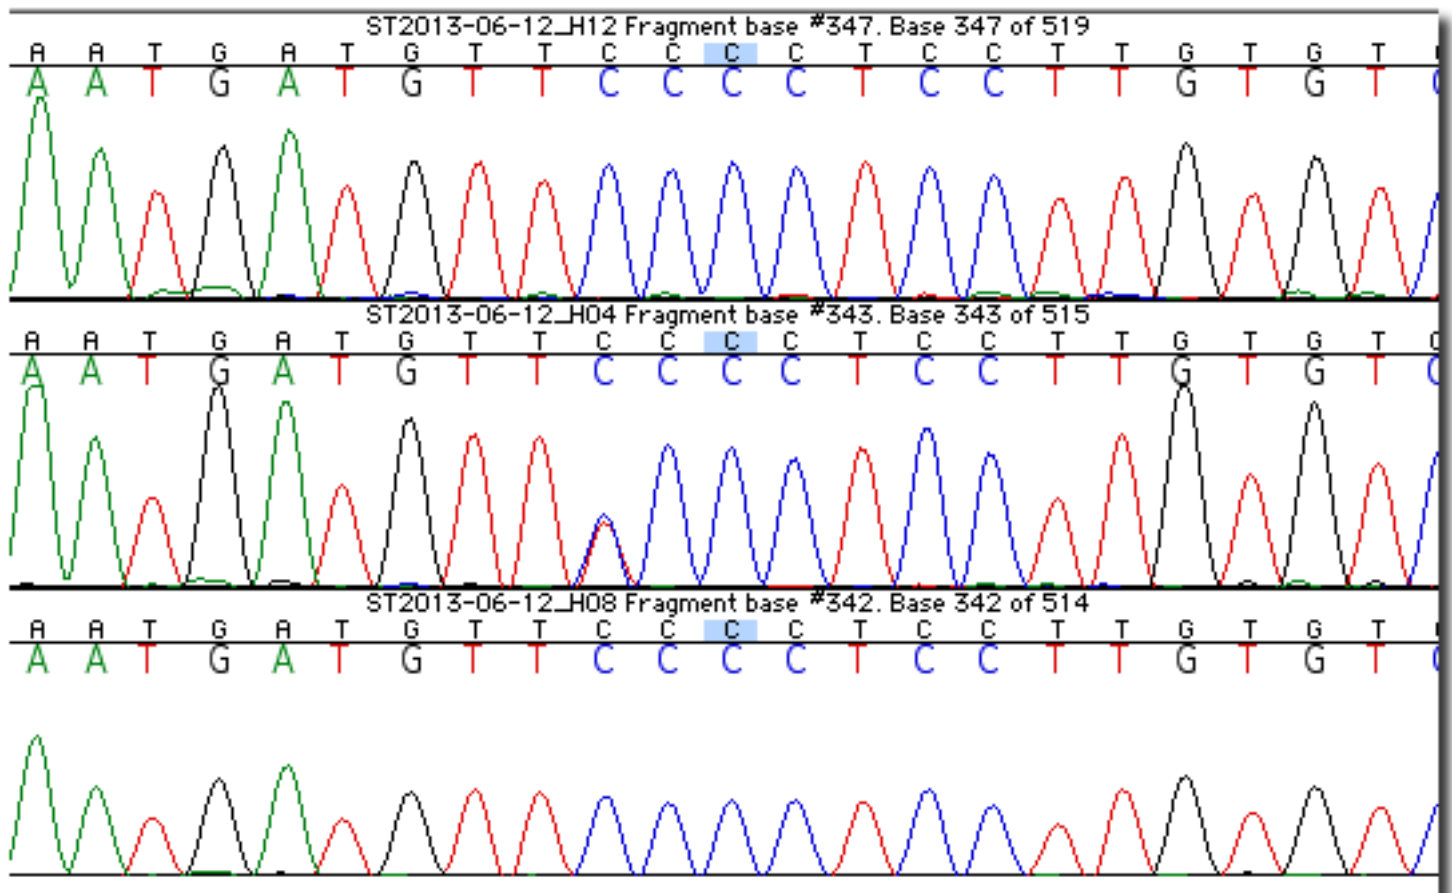 ST2013-06-12_H12 Fragment base #347. Base 347 of 519
A A T G A T G T T C C C C T C C T T G T G T C
A A T G A T G T T C C C C T C C T T G T G T C
ST2013-06-12_H04 Fragment base #343. Base 343 of 515
A A T G A T G T T C C C C T C C T T G T G T C
A A T G A T G T T C C C C T C C T T G T G T C
ST2013-06-12_H08 Fragment base #342. Base 342 of 514
A A T G A T G T T C C C C T C C T T G T G T C
A A T G A T G T T C C C C T C C T T G T G T C